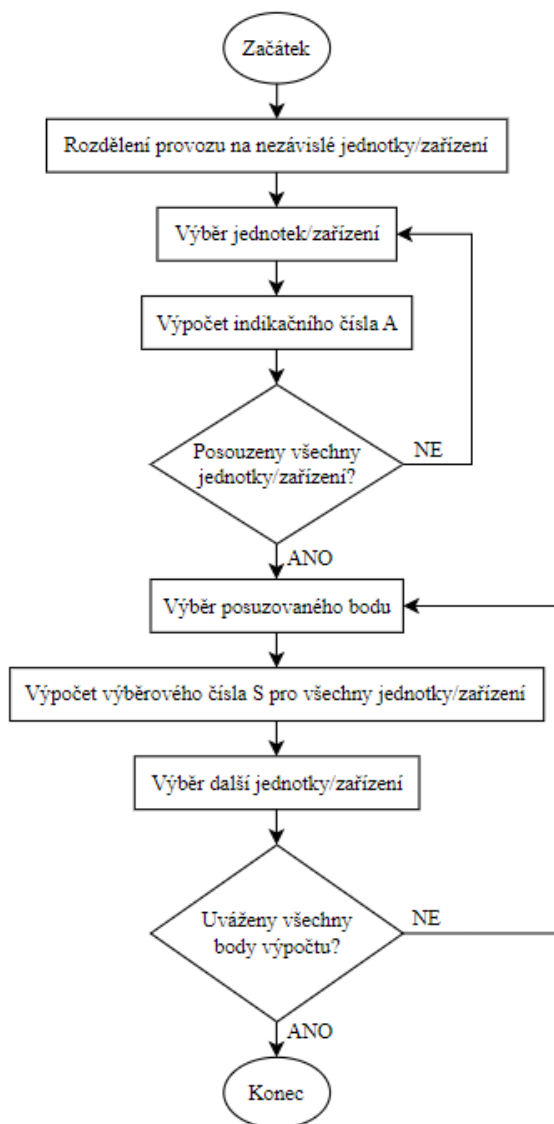 Začátek
Rozdělení provozu na nezávislé jednotky/zařízení
Výběr jednotek/zařízení
Výpočet indikačního čísla A
Posouzeny všechny
jednotky/zařízení?
NE
ANO
Výběr posuzovaného bodu
Výpočet výběrového čísla S pro všechny jednotky/zařízení
Výběr další jednotky/zařízení
Uváženy všechny
body výpočtu?
NE
ANO
Konec